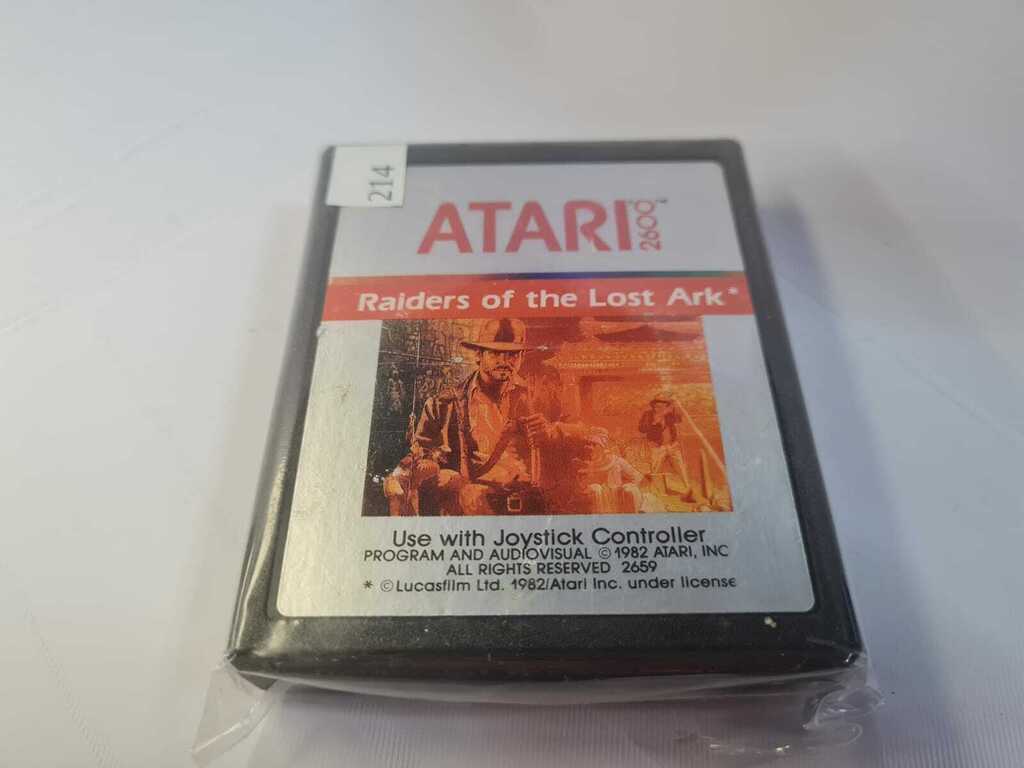 214
ATARI 2600™
Raiders of the Lost Ark*
Use with Joystick Controller
PROGRAM AND AUDIOVISUAL © 1982 ATARI, INC
ALL RIGHTS RESERVED 2659
* © Lucasfilm Ltd. 1982/Atari Inc. under license